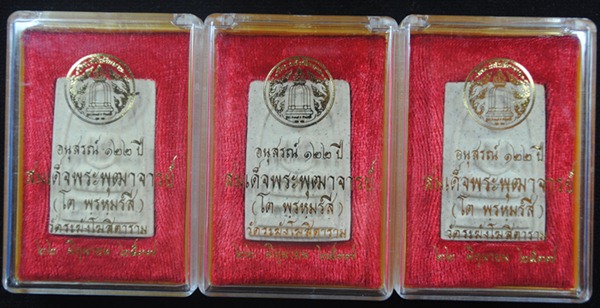 อนุสรณ์ ๑๒๒ ปี
สมเด็จพระพุฒาจารย์
(โต พรหมรังสี)
วัดระฆังโฆสิตาราม
๒๒ มิถุนายน ๒๕๓๗
อนุสรณ์ ๑๒๒ ปี
สมเด็จพระพุฒาจารย์
(โต พรหมรังสี)
วัดระฆังโฆสิตาราม
๒๒ มิถุนายน ๒๕๓๗
อนุสรณ์ ๑๒๒ ปี
สมเด็จพระพุฒาจารย์
(โต พรหมรังสี)
วัดระฆังโฆสิตาราม
๒๒ มิถุนายน ๒๕๓๗